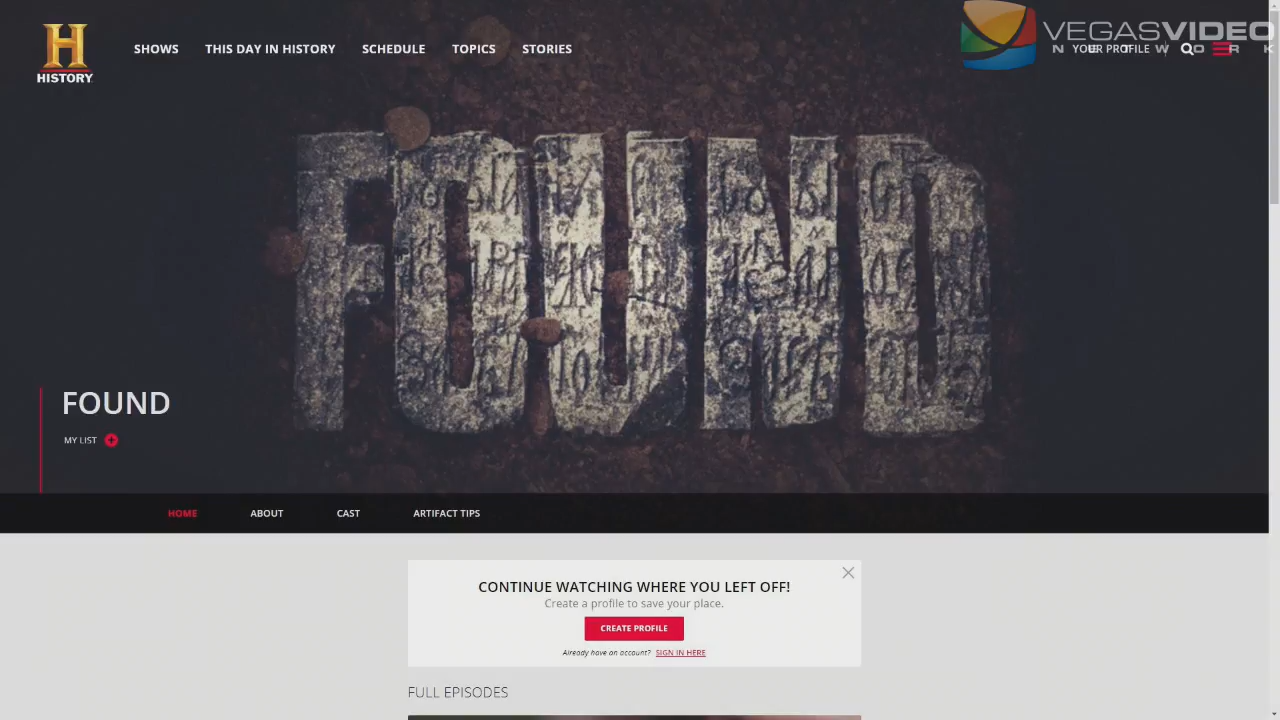 HISTORY
SHOWS THIS DAY IN HISTORY SCHEDULE TOPICS STORIES
VEGASVIDEO
NETWORK
YOUR PROFILE
FOUND
FOUND
MY LIST
HOME ABOUT CAST ARTIFACT TIPS
CONTINUE WATCHING WHERE YOU LEFT OFF!
Create a profile to save your place.
CREATE PROFILE
Already have an account? SIGN IN HERE
FULL EPISODES